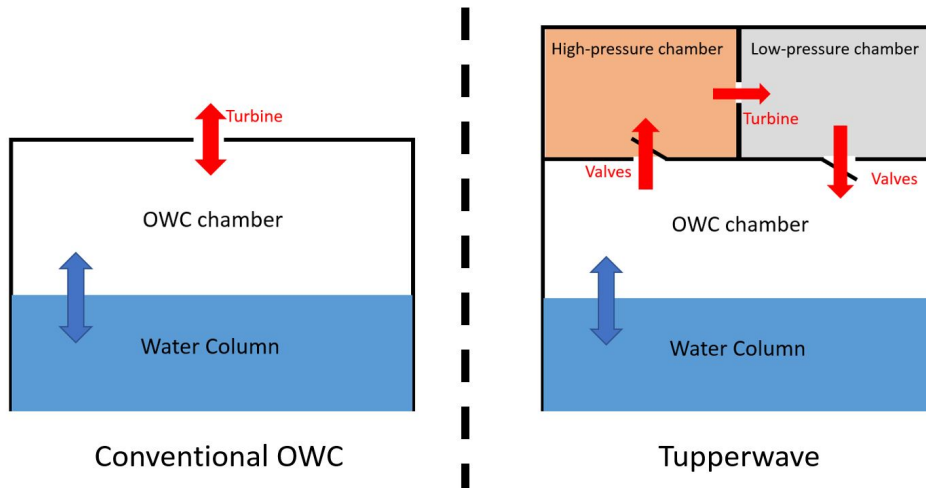 Turbine
OWC chamber
Water Column
Conventional OWC
High-pressure chamber
Low-pressure chamber
Turbine
Valves
Valves
OWC chamber
Water Column
Tupperwave